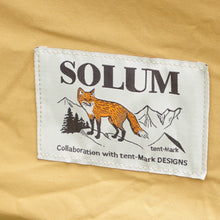 SOLUM
tent-Mark
Collaboration with tent-Mark DESIGNS